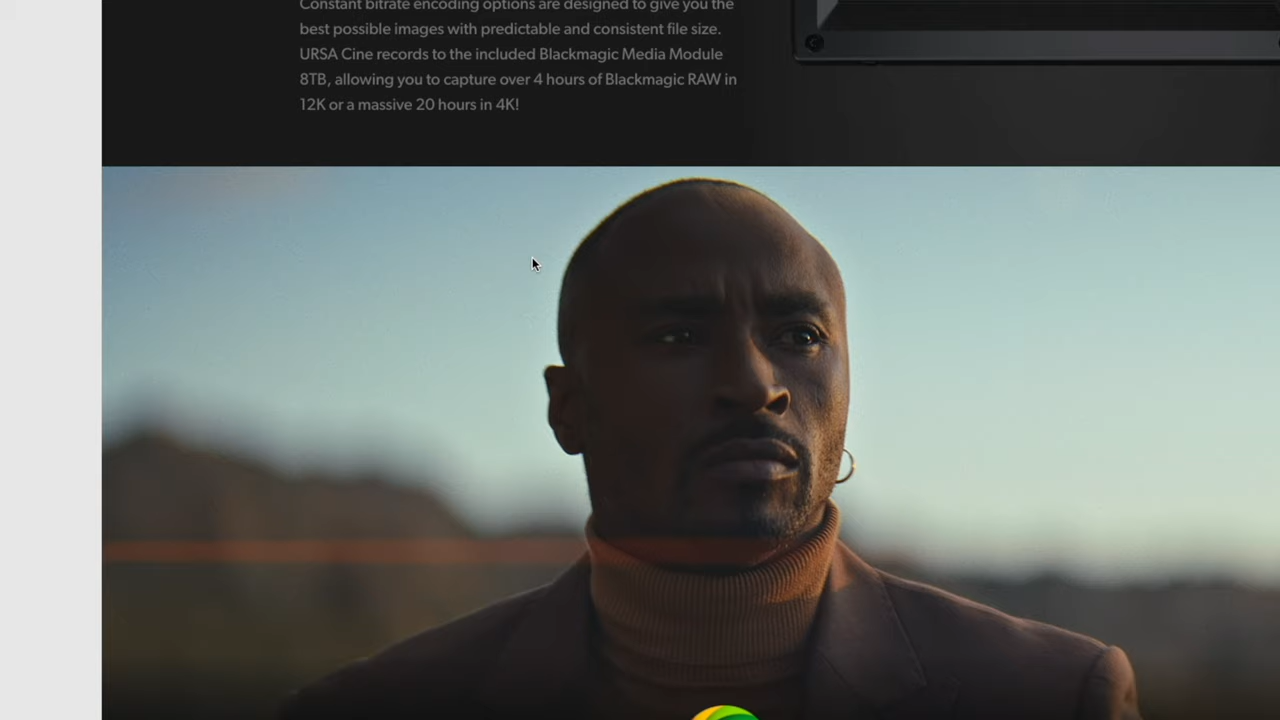 Constant bitrate encoding options are designed to give you the
best possible images with predictable and consistent file size.
URSA Cine records to the included Blackmagic Media Module
8TB, allowing you to capture over 4 hours of Blackmagic RAW in
12K or a massive 20 hours in 4K!